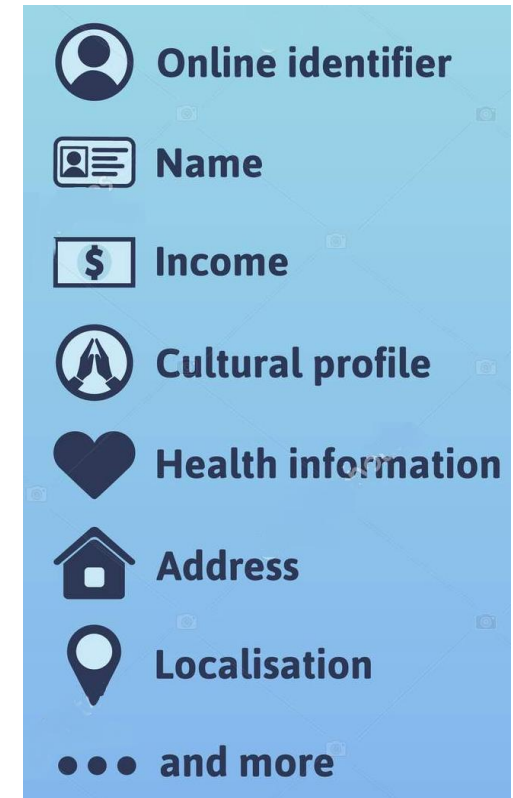 Online identifier
Name
$
Income
Cultural profile
Health information
Address
Localisation
and more